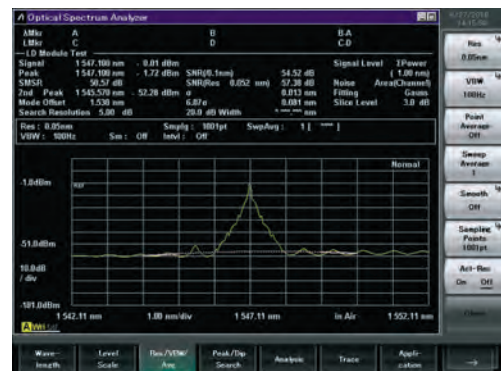 Optical Spectrum Analyzer
6/27/2018
14:15:00
λMkr A B B-A
LMkr C D C-D
LD Module Test
Signal 1 547.100 nm - 0.01 dBm Signal Level ΣPower
Peak 1 547.100 nm - 1.72 dBm SNR(0.1nm) 54.52 dB ( 1.00 nm)
SMSR 50.57 dB SNR(Res 0.052 nm) 57.38 dB Noise Area(Channel)
2nd Peak 1 545.570 nm - 52.28 dBm σ 0.013 nm Fitting Gauss
Mode Offset 1.530 nm 6.07σ 0.081 nm Slice Level 3.0 dB
Search Resolution 5.00 dB 20.0 dB Width
Res : 0.05nm Smplg : 1001pt SwpAvg : 1 [ ]
VBW : 100Hz Sm : Off Intvl : Off
Normal
-1.0dBm
REF
-51.0dBm
10.0dB
/ div
-101.0dBm
1 542.11 nm 1.00 nm/div 1 547.11 nm In Air 1 552.11 nm
A Wri
Res
0.05nm
VBW
100Hz
Point
Average
Off
Sweep
Average
1
Smooth
Off
Sampling
Points
1001pt
Act-Res
On Off
Wave-
length
Level
Scale
Res/VBW/
Avg
Peak/Dip
Search
Analysis
Trace
Appli-
cation
→